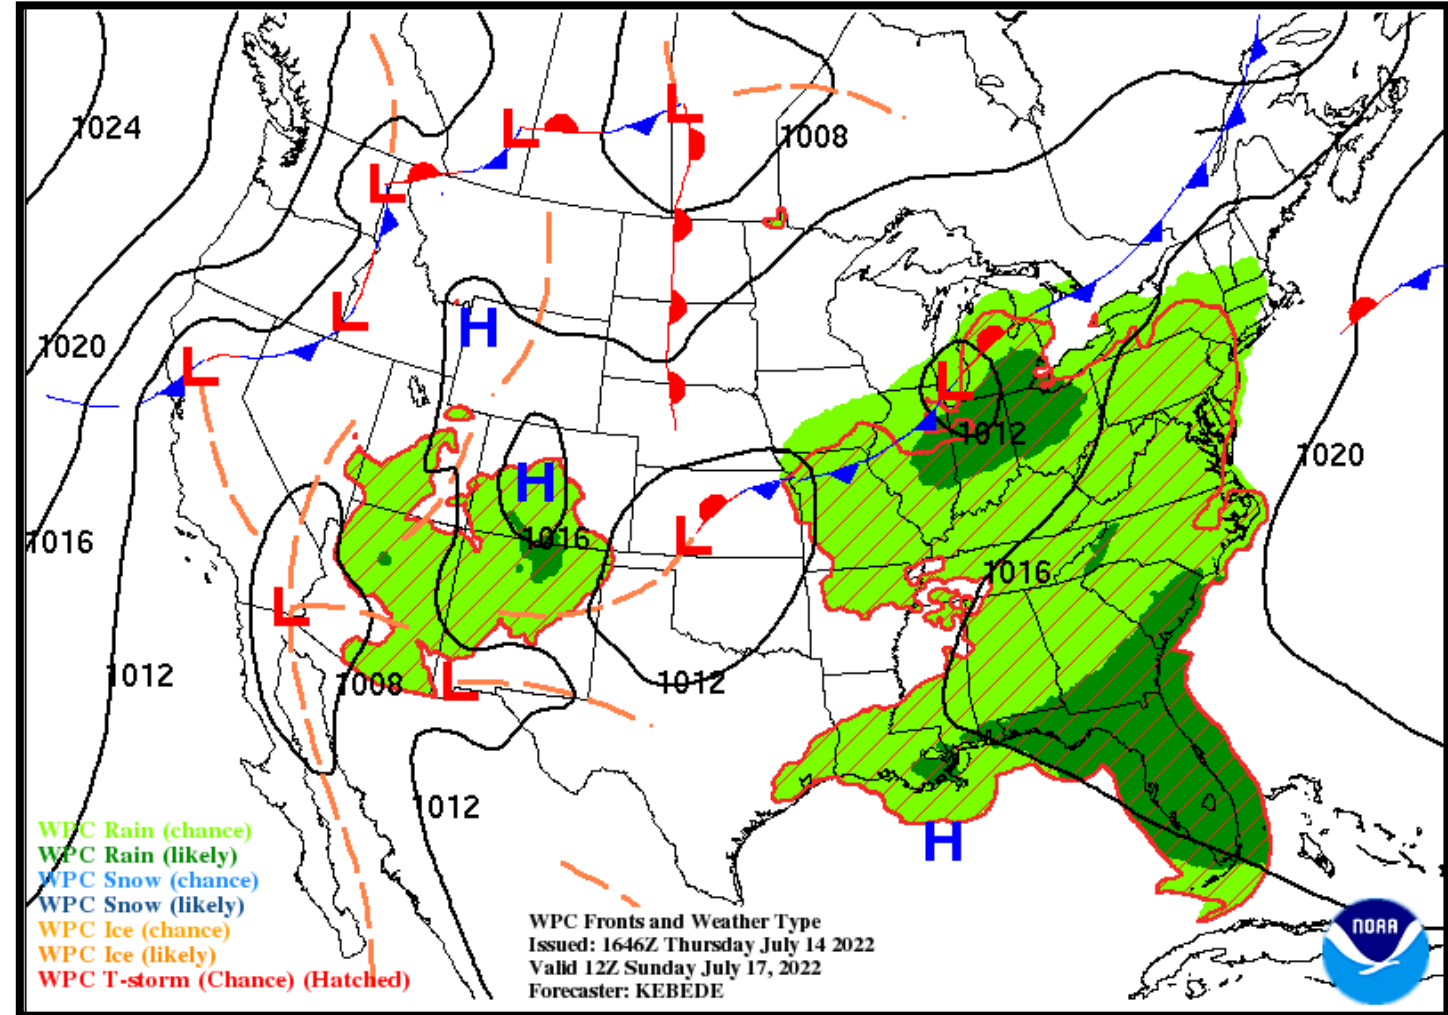 1024
1008
1020
1012
1020
1016
1016
1016
1012
1008
1012
1012
L
L
L
L
L
L
L
L
L
H
H
H
WPC Rain (chance)
WPC Rain (likely)
WPC Snow (chance)
WPC Snow (likely)
WPC Ice (chance)
WPC Ice (likely)
WPC T-storm (Chance) (Hatched)
WPC Fronts and Weather Type
Issued: 1646Z Thursday July 14 2022
Valid 12Z Sunday July 17, 2022
Forecaster: KEBEDE
NOAA